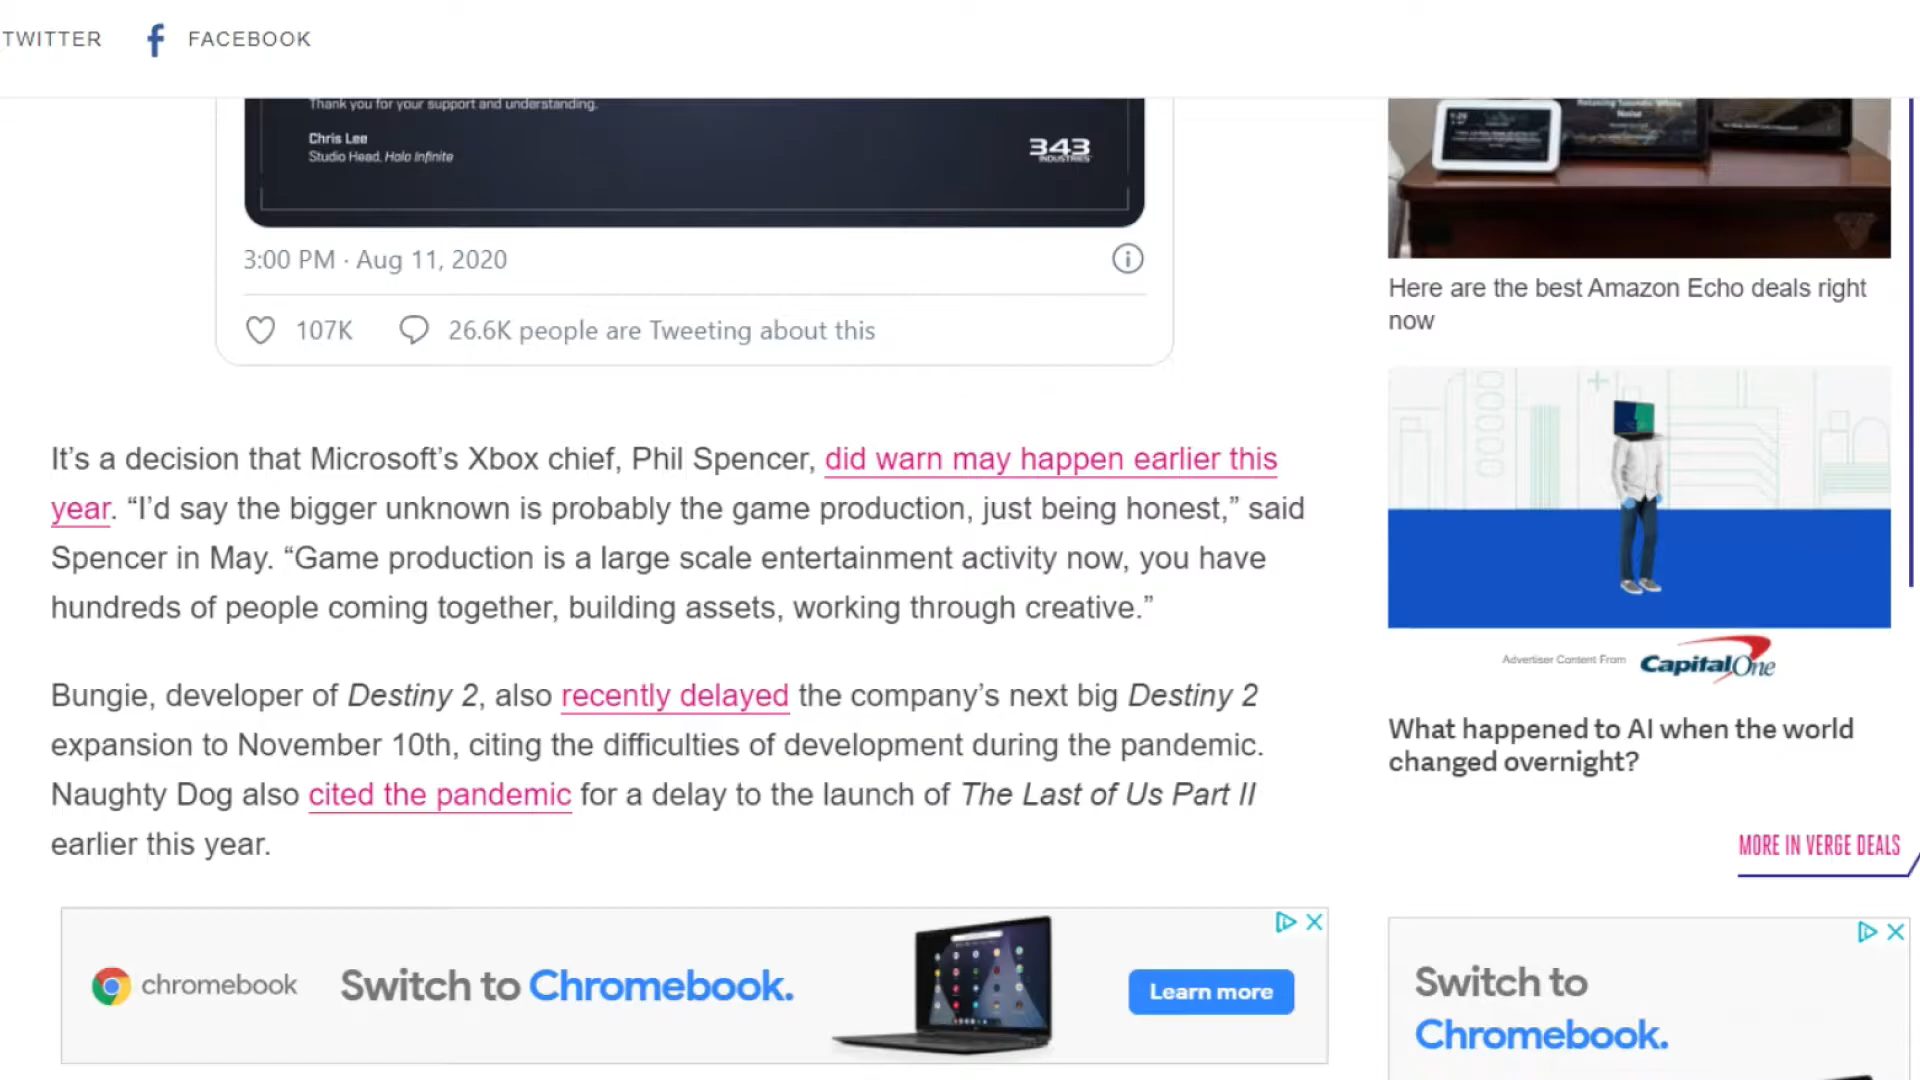 TWITTER
FACEBOOK
Thank you for your support and understanding.
Chris Lee
Studio Head, Halo Infinite
343
INDUSTRIES
3:00 PM · Aug 11, 2020
107K
26.6K people are Tweeting about this
It’s a decision that Microsoft’s Xbox chief, Phil Spencer, did warn may happen earlier this
year. “I’d say the bigger unknown is probably the game production, just being honest,” said
Spencer in May. “Game production is a large scale entertainment activity now, you have
hundreds of people coming together, building assets, working through creative.”
Bungie, developer of Destiny 2, also recently delayed the company’s next big Destiny 2
expansion to November 10th, citing the difficulties of development during the pandemic.
Naughty Dog also cited the pandemic for a delay to the launch of The Last of Us Part II
earlier this year.
chromebook
Switch to Chromebook.
Learn more
Here are the best Amazon Echo deals right
now
Advertiser Content From
CapitalOne
What happened to AI when the world
changed overnight?
MORE IN VERGE DEALS
Switch to
Chromebook.